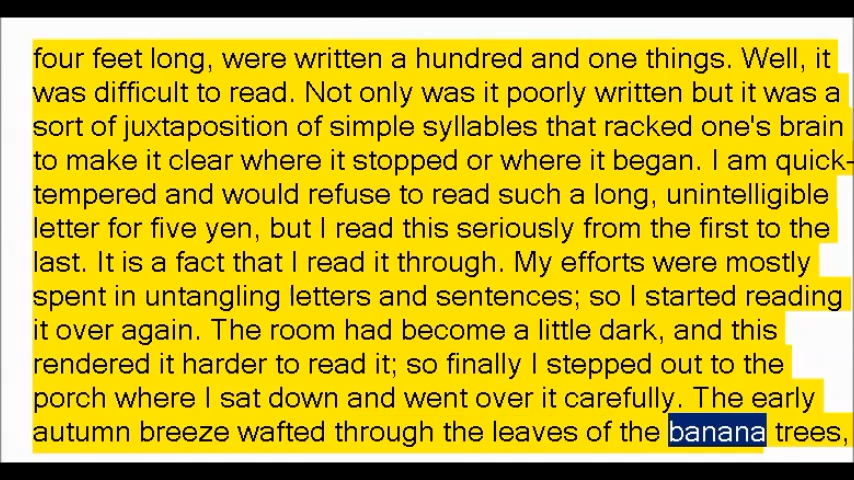 four feet long, were written a hundred and one things. Well, it
was difficult to read. Not only was it poorly written but it was a
sort of juxtaposition of simple syllables that racked one's brain
to make it clear where it stopped or where it began. I am quick-
tempered and would refuse to read such a long, unintelligible
letter for five yen, but I read this seriously from the first to the
last. It is a fact that I read it through. My efforts were mostly
spent in untangling letters and sentences; so I started reading
it over again. The room had become a little dark, and this
rendered it harder to read it; so finally I stepped out to the
porch where I sat down and went over it carefully. The early
autumn breeze wafted through the leaves of the banana trees,